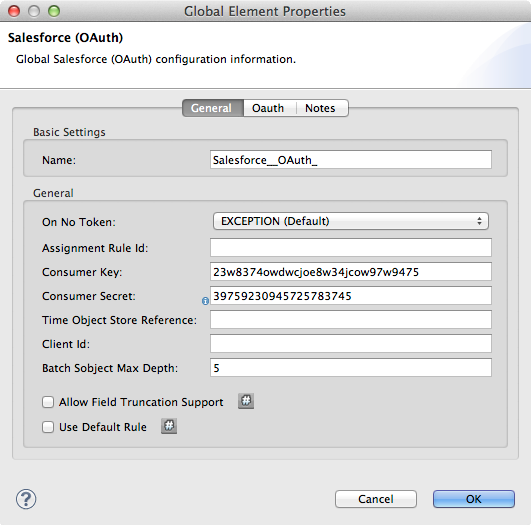 Global Element Properties
Salesforce (OAuth)
Global Salesforce (OAuth) configuration information.
General Oauth Notes
Basic Settings
Name: Salesforce__OAuth_
General
On No Token: EXCEPTION (Default)
Assignment Rule Id:
Consumer Key: 23w8374owdwcjoe8w34jcow97w9475
Consumer Secret: i 39759230945725783745
Time Object Store Reference:
Client Id:
Batch Sobject Max Depth: 5
Allow Field Truncation Support #
Use Default Rule #
? Cancel OK